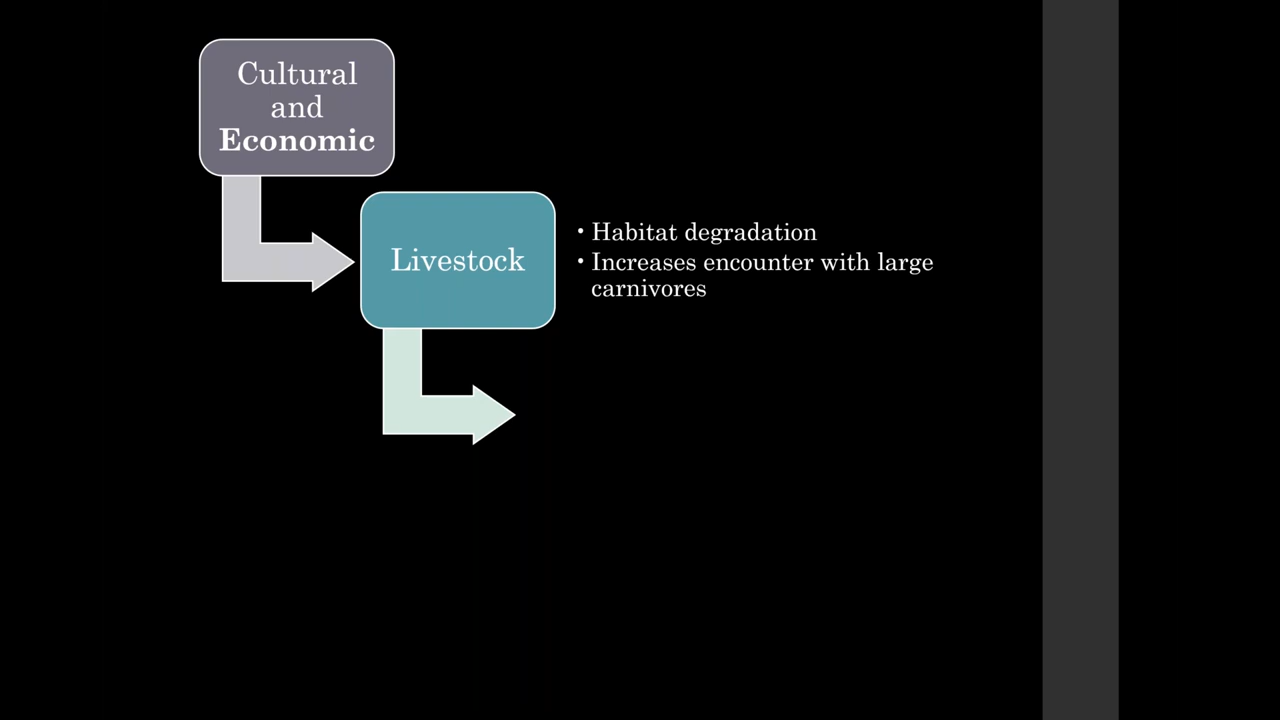 Cultural
and
Economic
Livestock
• Habitat degradation
• Increases encounter with large
carnivores